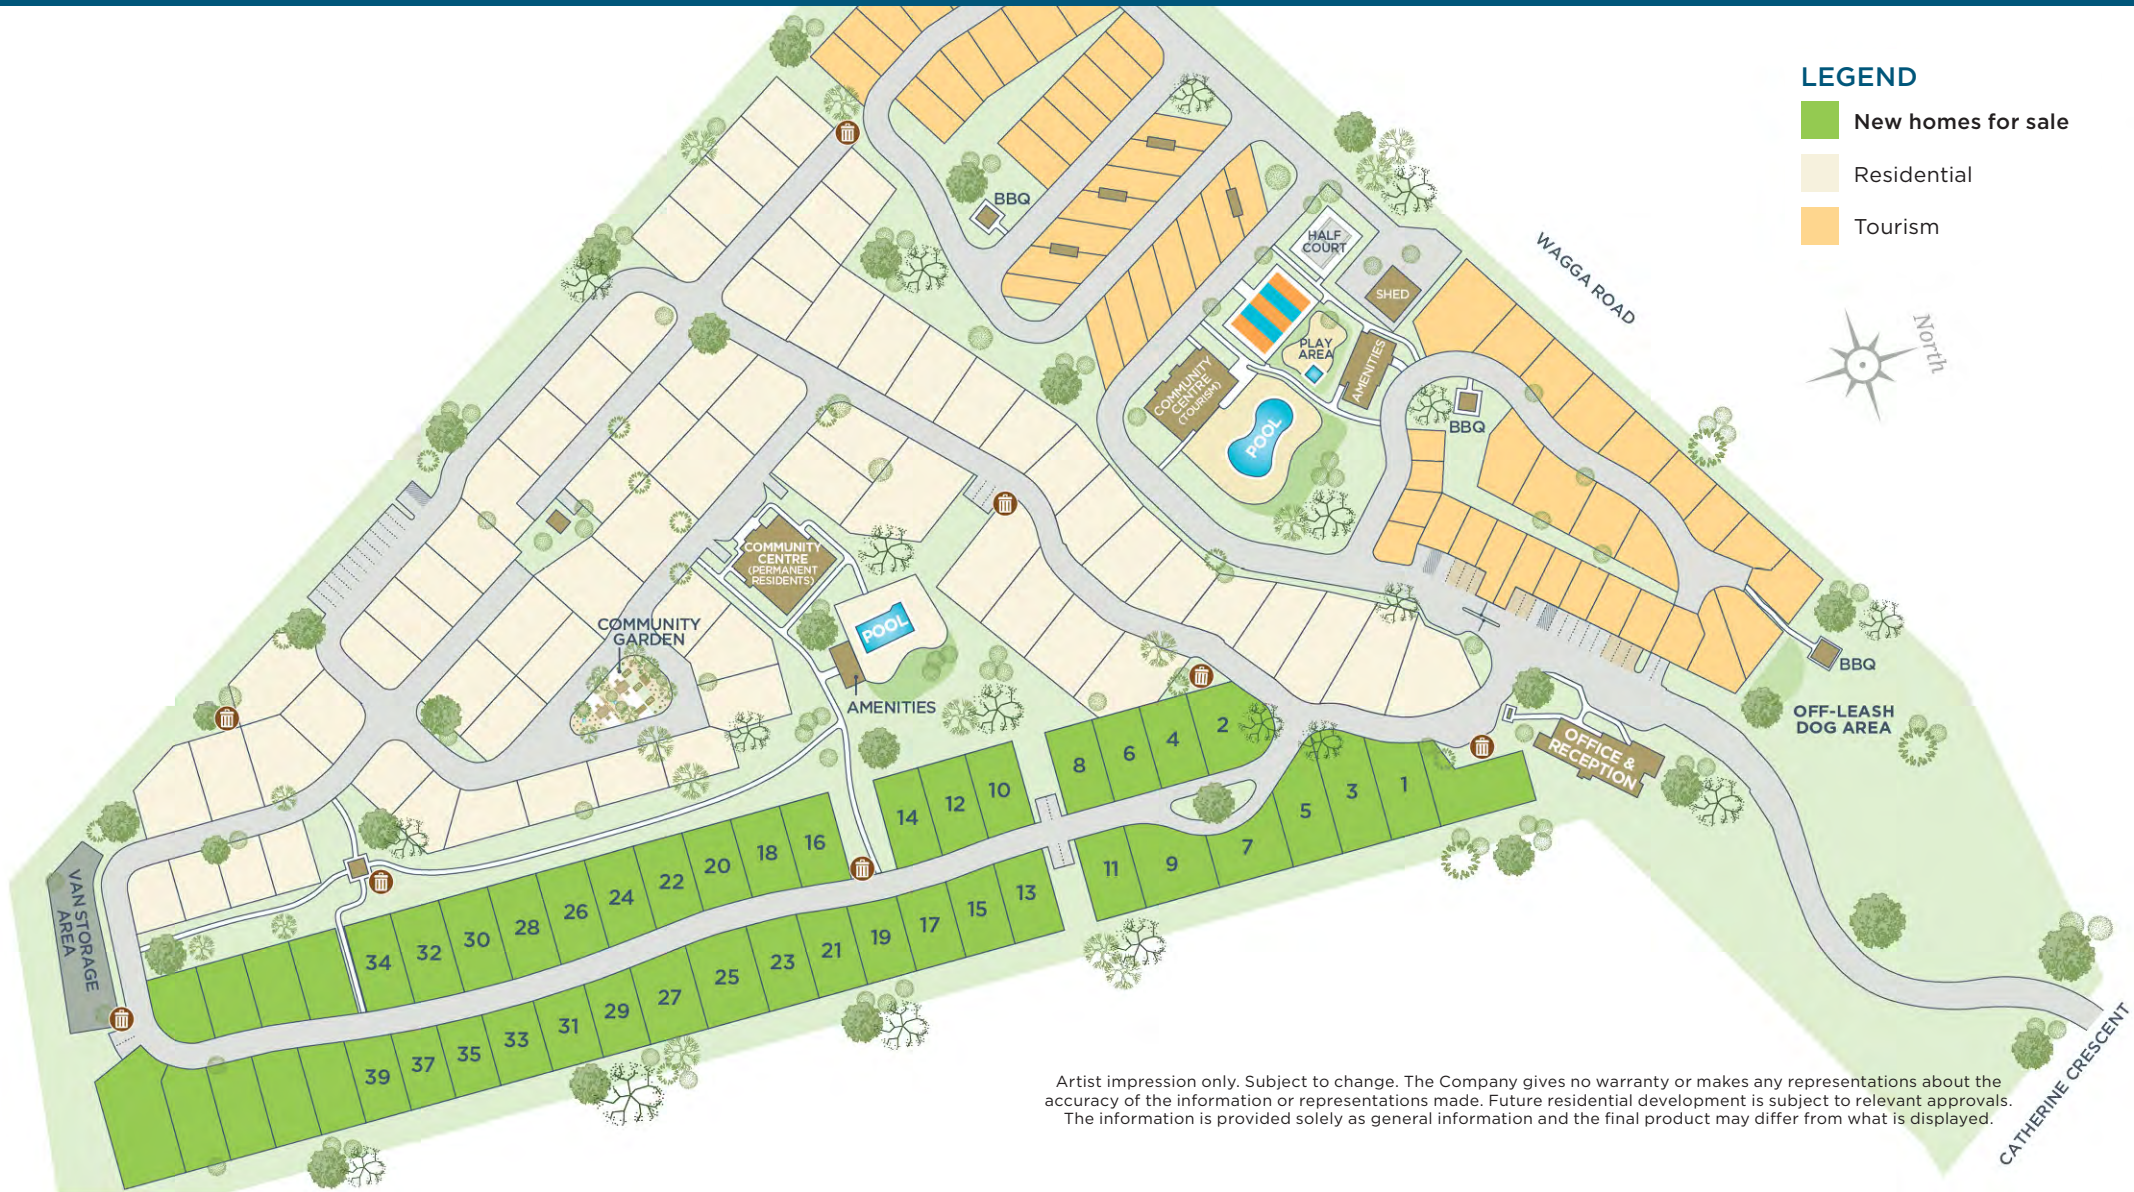 LEGEND
New homes for sale
Residential
Tourism
North
WAGGA ROAD
BBQ
HALF
COURT
SHED
PLAY
AREA
AMENITIES
COMMUNITY
CENTRE
(TOURISM)
POOL
BBQ
COMMUNITY
CENTRE
(PERMANENT
RESIDENTS)
COMMUNITY
GARDEN
POOL
AMENITIES
BBQ
OFF-LEASH
DOG AREA
OFFICE &
RECEPTION
VAN STORAGE
AREA
2
4
6
8
10
12
14
16
18
20
22
24
26
28
30
32
34
1
3
5
7
9
11
13
15
17
19
21
23
25
27
29
31
33
35
37
39
CATHERINE CRESCENT
Artist impression only. Subject to change. The Company gives no warranty or makes any representations about the
accuracy of the information or representations made. Future residential development is subject to relevant approvals.
The information is provided solely as general information and the final product may differ from what is displayed.